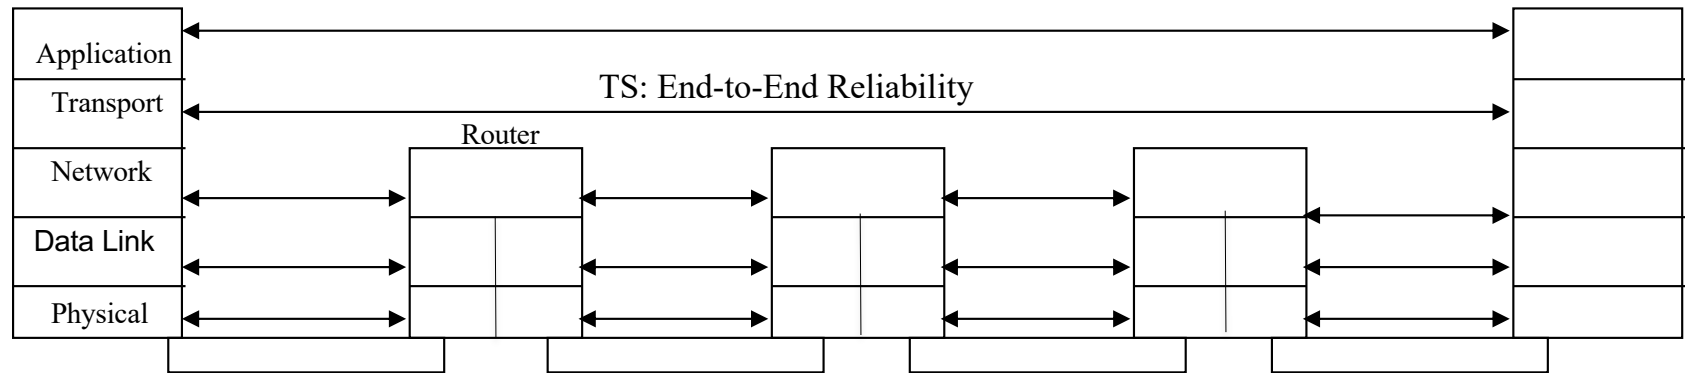 Application
TS: End-to-End Reliability
Transport
Router
Network
Data Link
Physical